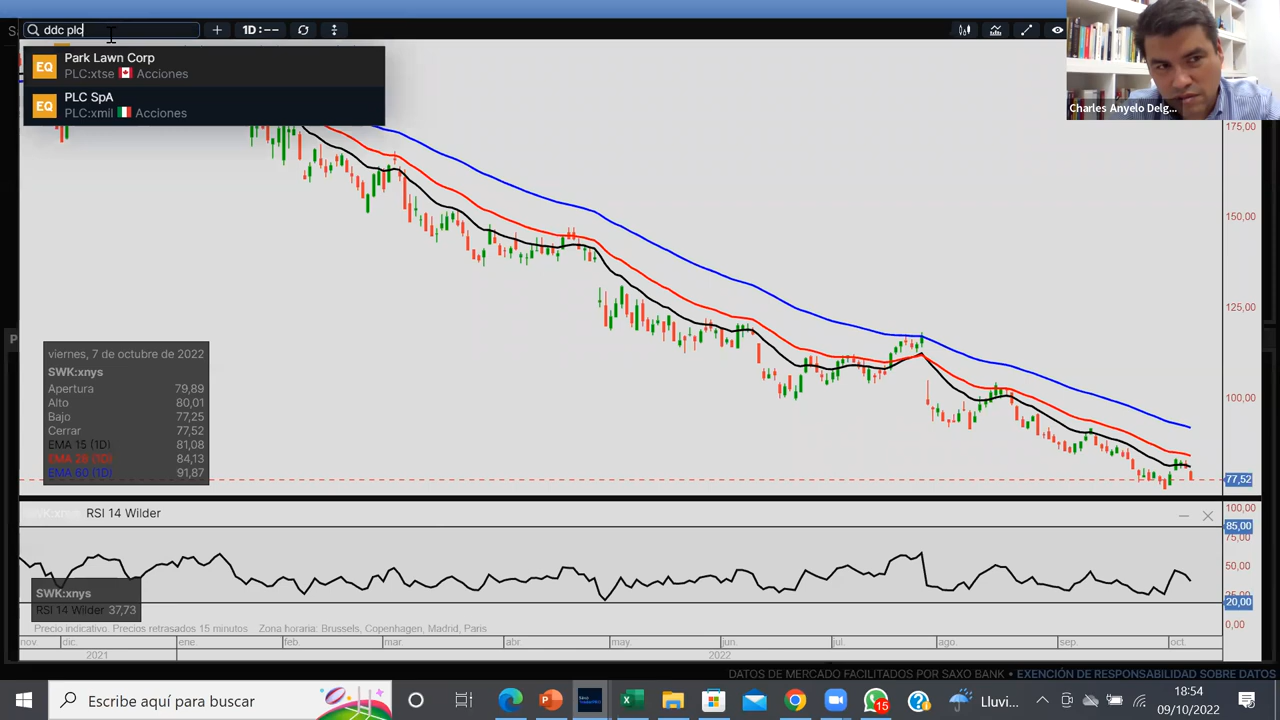 ddc plc
1D:--
Park Lawn Corp
EQ
PLC:xtse Acciones
PLC SpA
EQ
PLC:xmil Acciones
Charles Anyelo Delg...
175,00
150,00
125,00
100,00
77,52
viernes, 7 de octubre de 2022
SWK:xnys
Apertura 79,89
Alto 80,01
Bajo 77,25
Cerrar 77,52
EMA 15 (1D) 81,08
84,13
EMA 60 (1D) 91,87
RSI 14 Wilder
100,00
85,00
75,00
50,00
20,00
0,00
SWK:xnys
RSI 14 Wilder 37,73
Precio indicativo. Precios retrasados 15 minutos Zona horaria: Brussels, Copenhagen, Madrid, Paris
nov. dic. ene. feb. mar. abr. may. jun. jul. ago. sep. oct.
2021 2022
DATOS DE MERCADO FACILITADOS POR SAXO BANK • EXENCIÓN DE RESPONSABILIDAD SOBRE DATOS
Escribe aquí para buscar
15
Lluvi...
18:54
09/10/2022